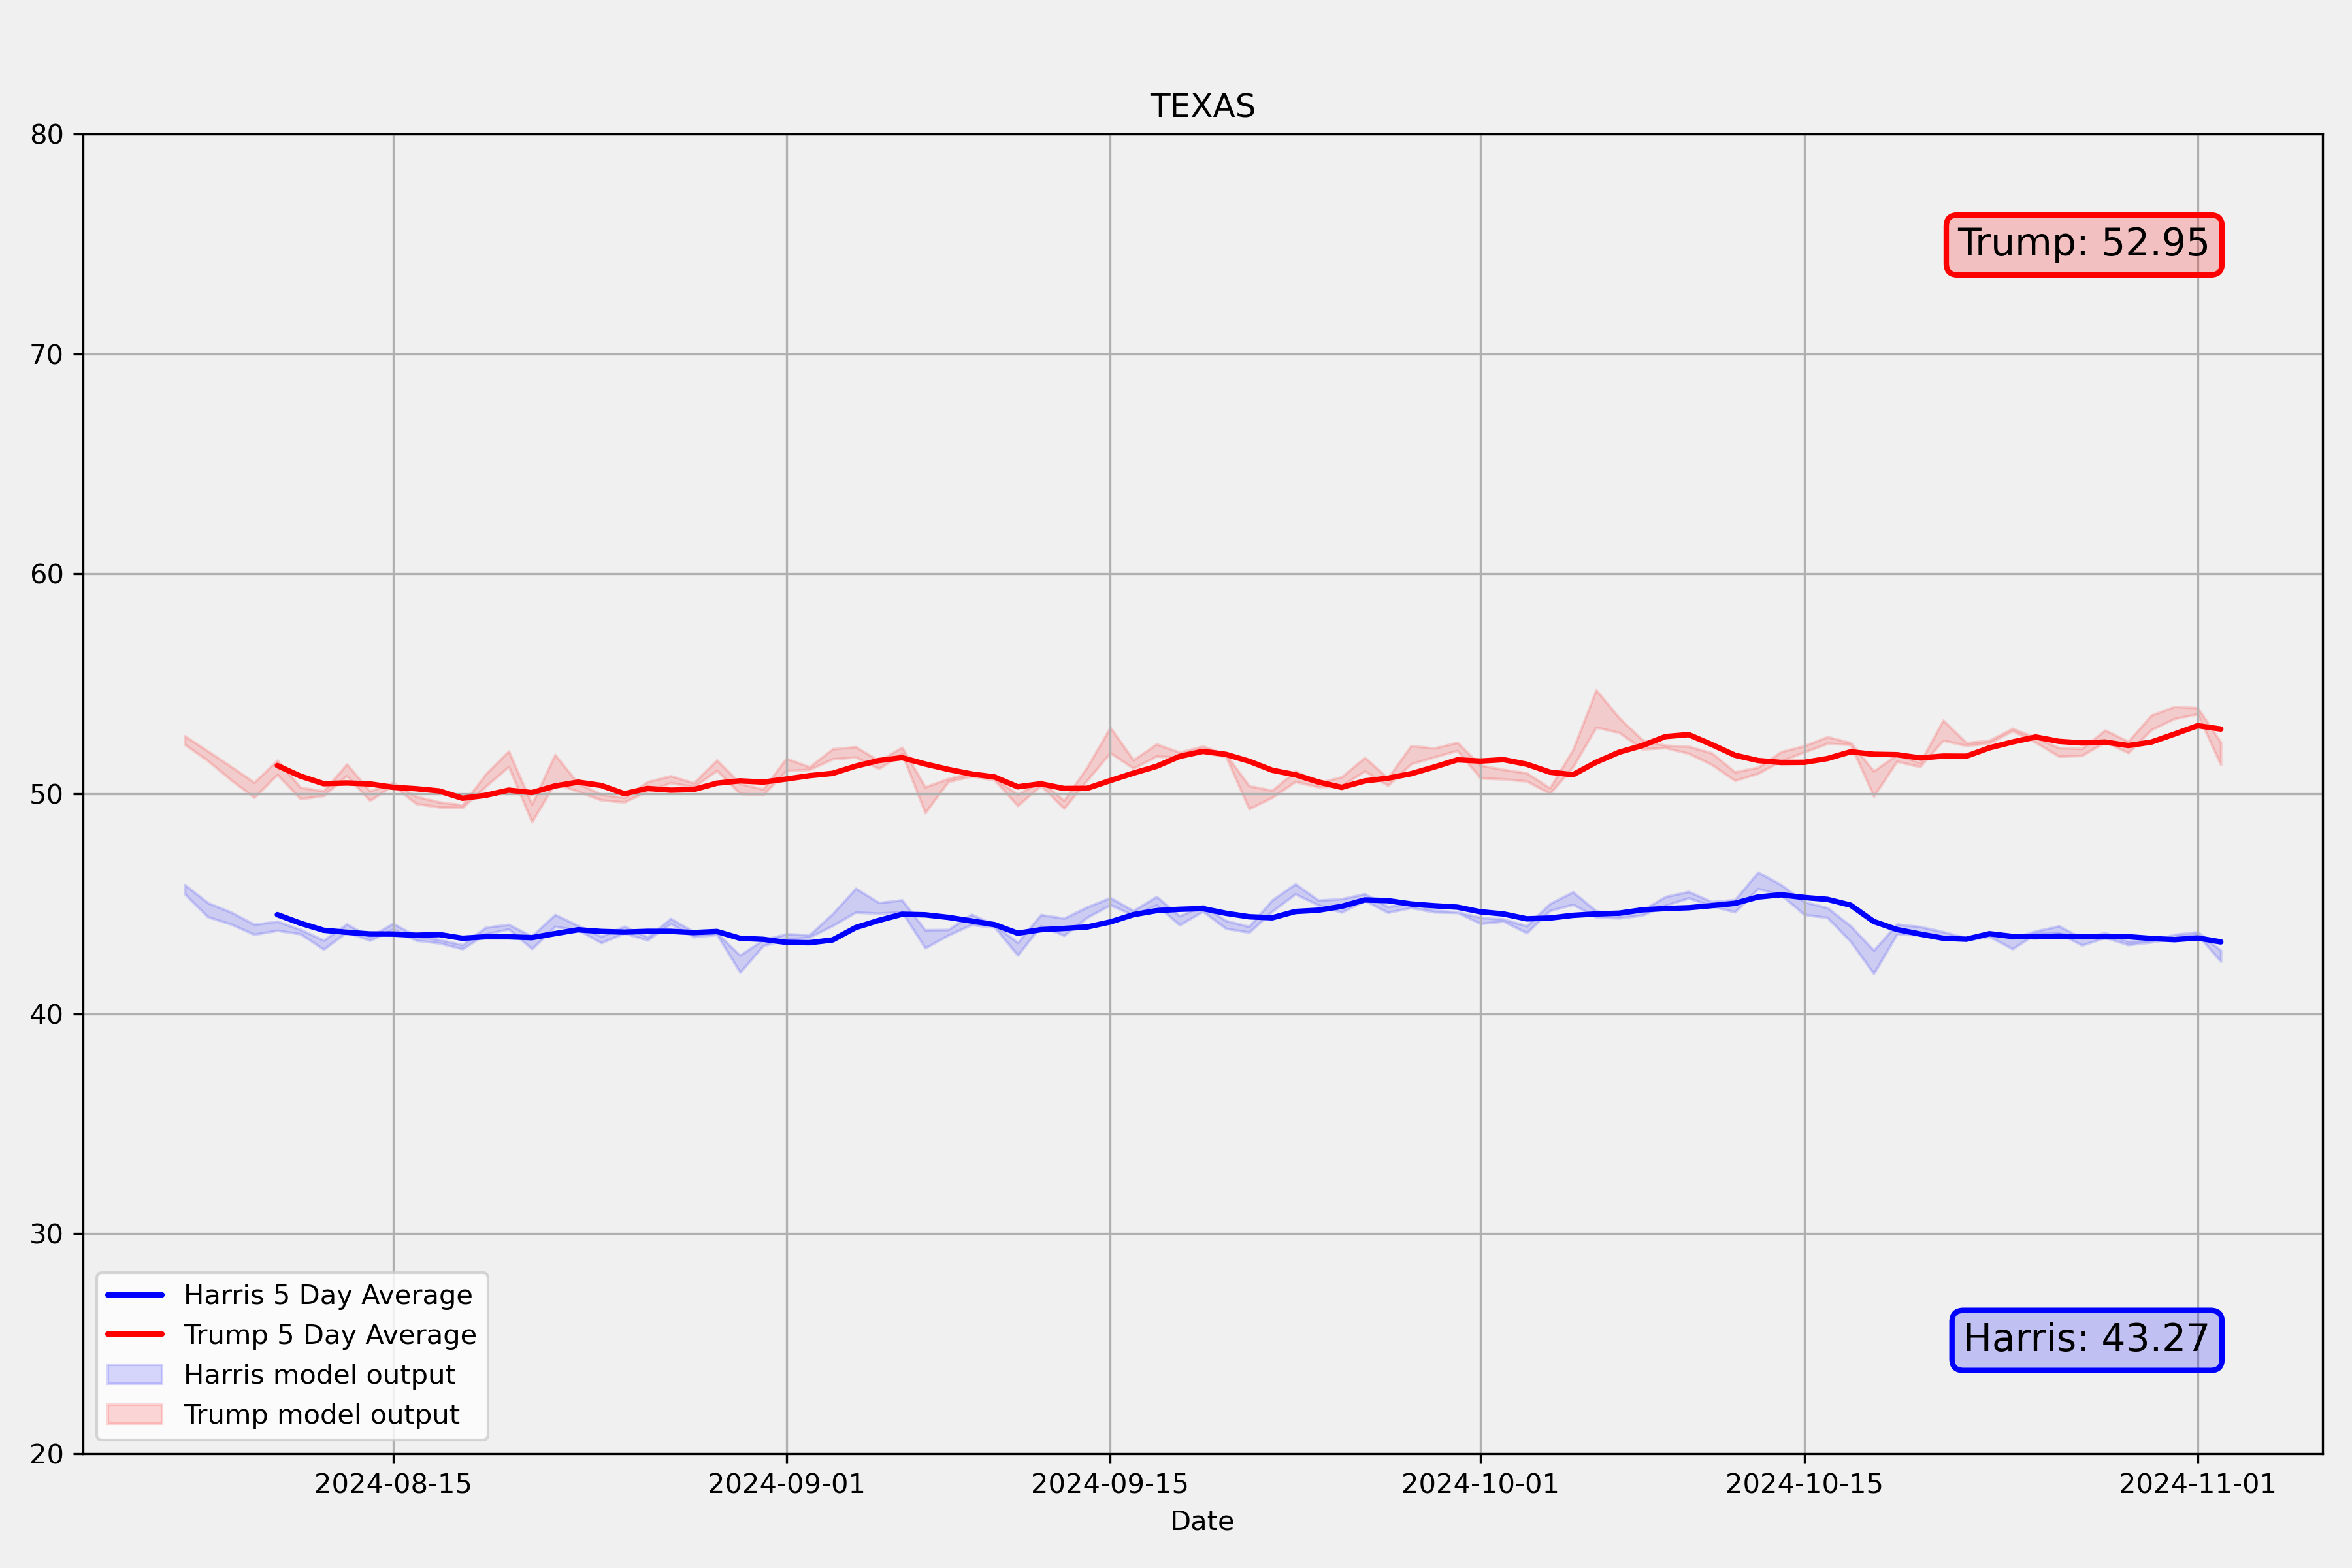 TEXAS
80
70
60
50
40
30
20
Trump: 52.95
Harris: 43.27
Harris 5 Day Average
Trump 5 Day Average
Harris model output
Trump model output
2024-08-15 2024-09-01 2024-09-15 2024-10-01 2024-10-15 2024-11-01
Date